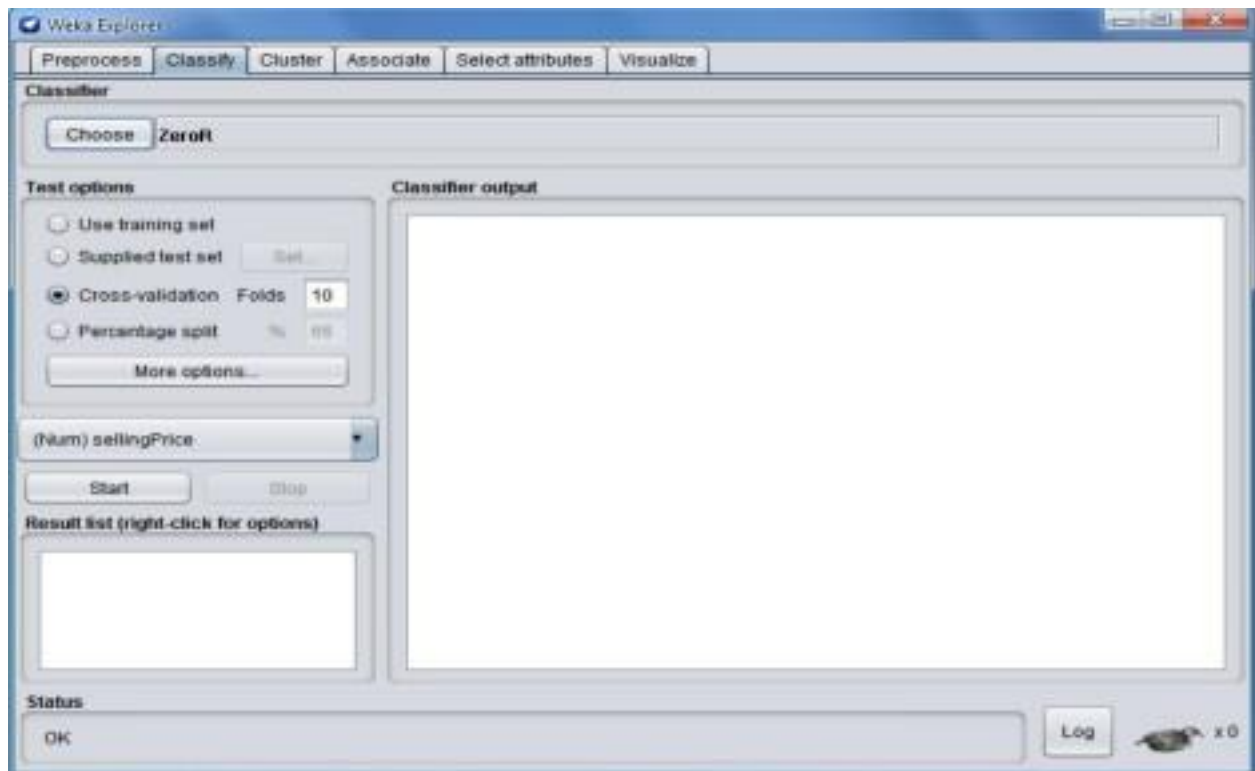 Weka Explorer
Preprocess Classify Cluster Associate Select attributes Visualize
Classifier
Choose ZeroR
Test options
Use training set
Supplied test set Set...
Cross-validation Folds 10
Percentage split %
More options...
(Num) sellingPrice
Start Stop
Result list (right-click for options)
Classifier output
Status
OK
Log x 0